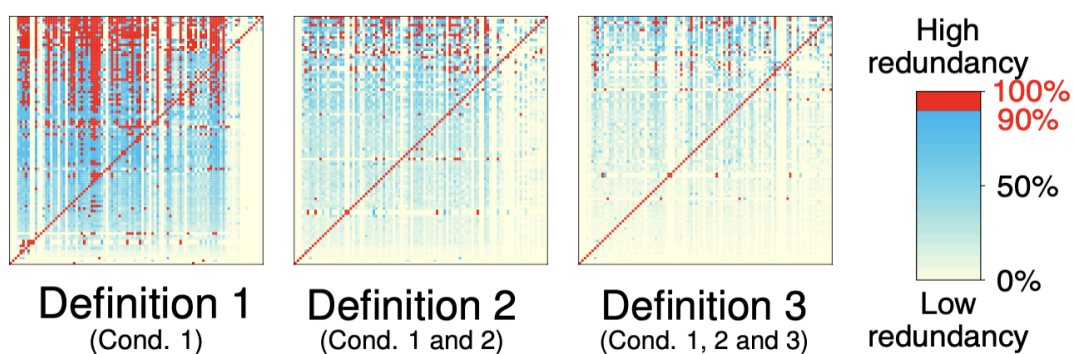 Definition 1
(Cond. 1)
Definition 2
(Cond. 1 and 2)
Definition 3
(Cond. 1, 2 and 3)
High
redundancy
100%
90%
50%
0%
Low
redundancy